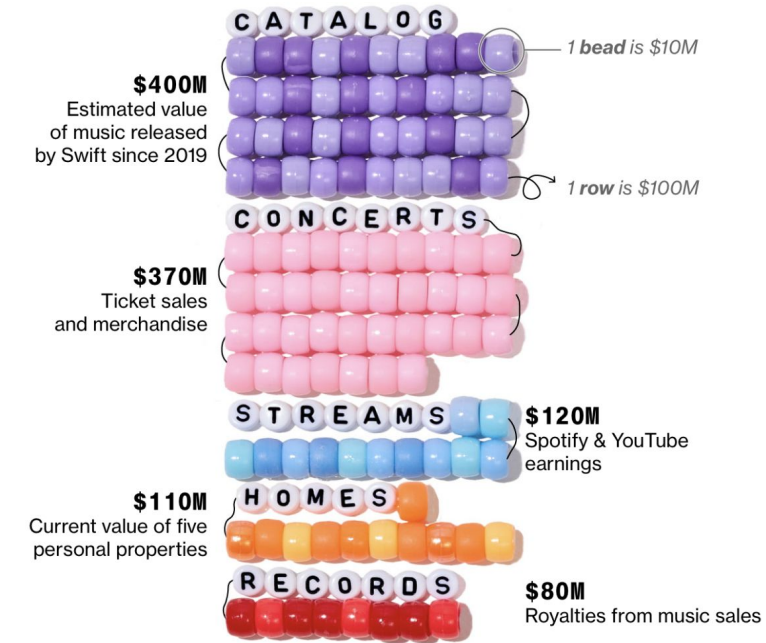 CATALOG
1 bead is $10M
$400M
Estimated value
of music released
by Swift since 2019
1 row is $100M
CONCERTS
$370M
Ticket sales
and merchandise
STREAMS
$120M
Spotify & YouTube
earnings
HOMES
$110M
Current value of five
personal properties
RECORDS
$80M
Royalties from music sales